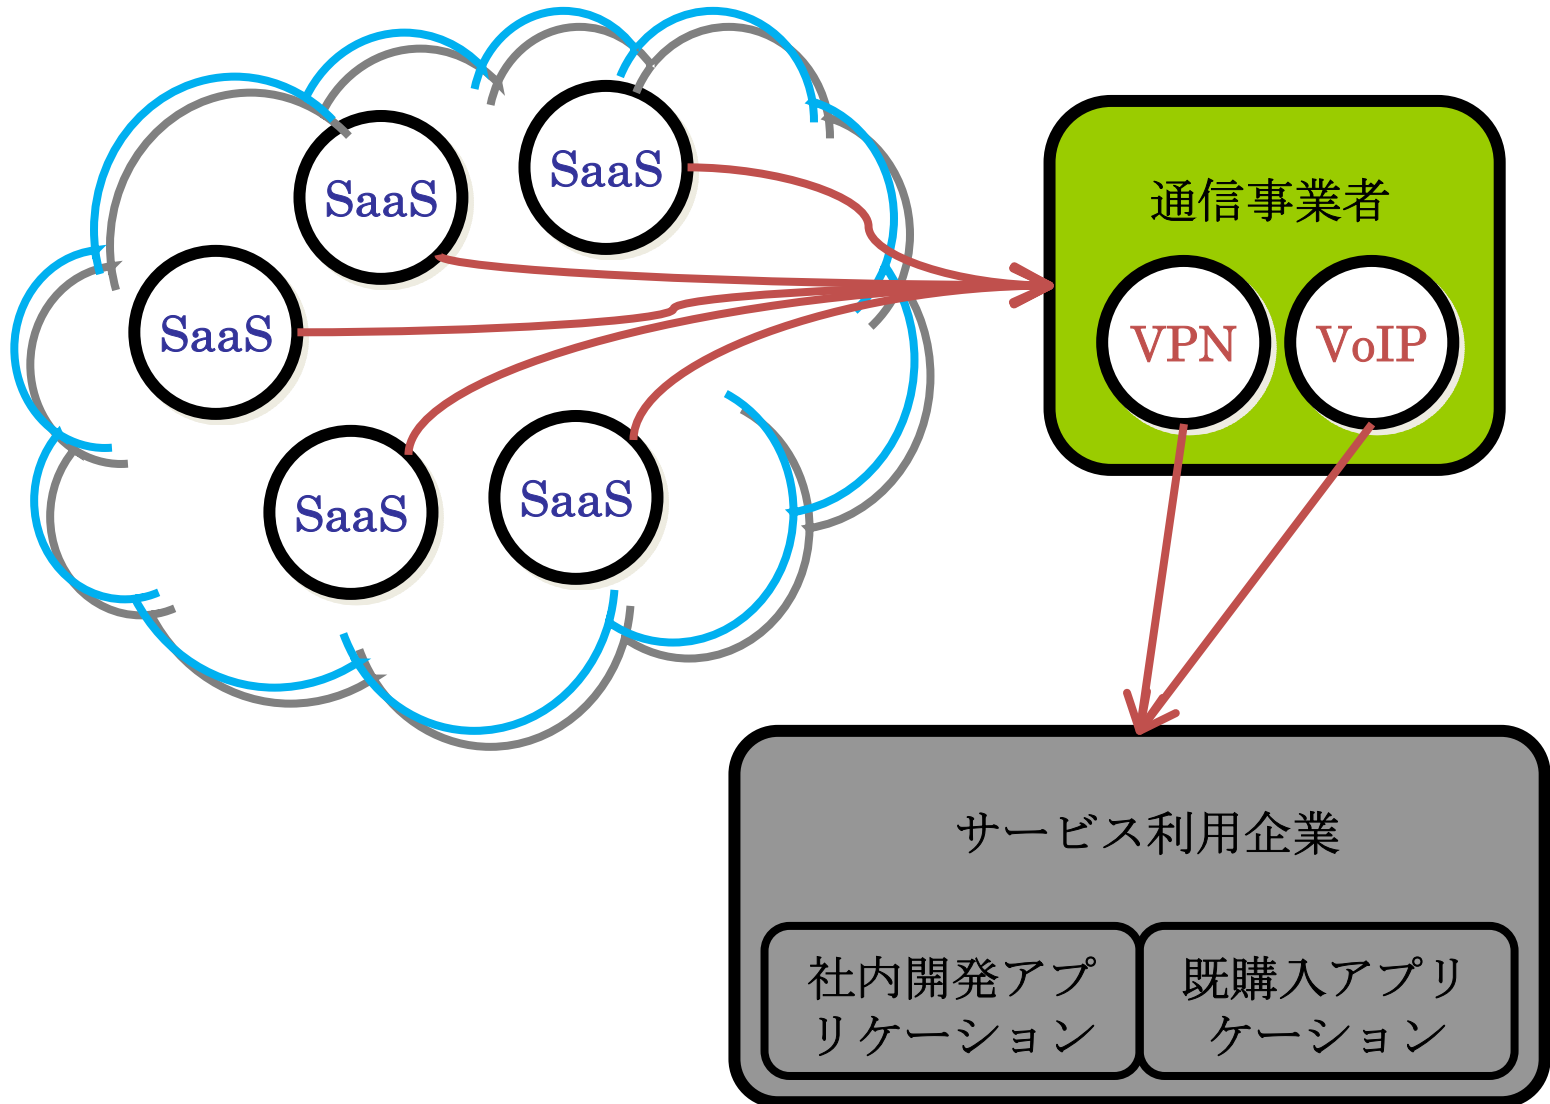 SaaS
SaaS
SaaS
SaaS
SaaS
通信事業者
VPN
VoIP
サービス利用企業
社内開発アプ
リケーション
既購入アプリ
ケーション